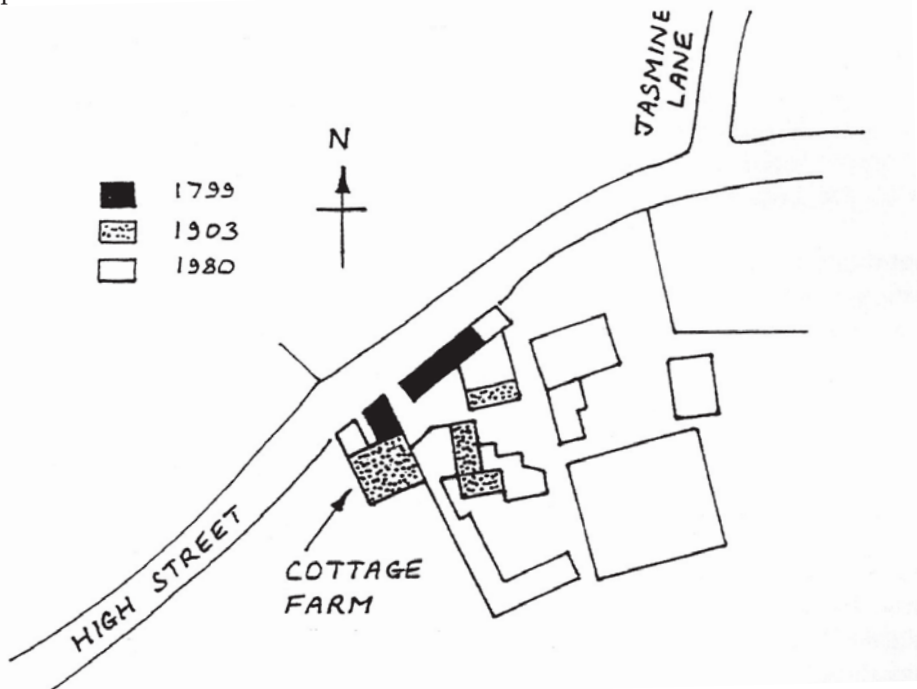 JASMINE
LANE
N
1799
1903
1980
COTTAGE
FARM
HIGH STREET